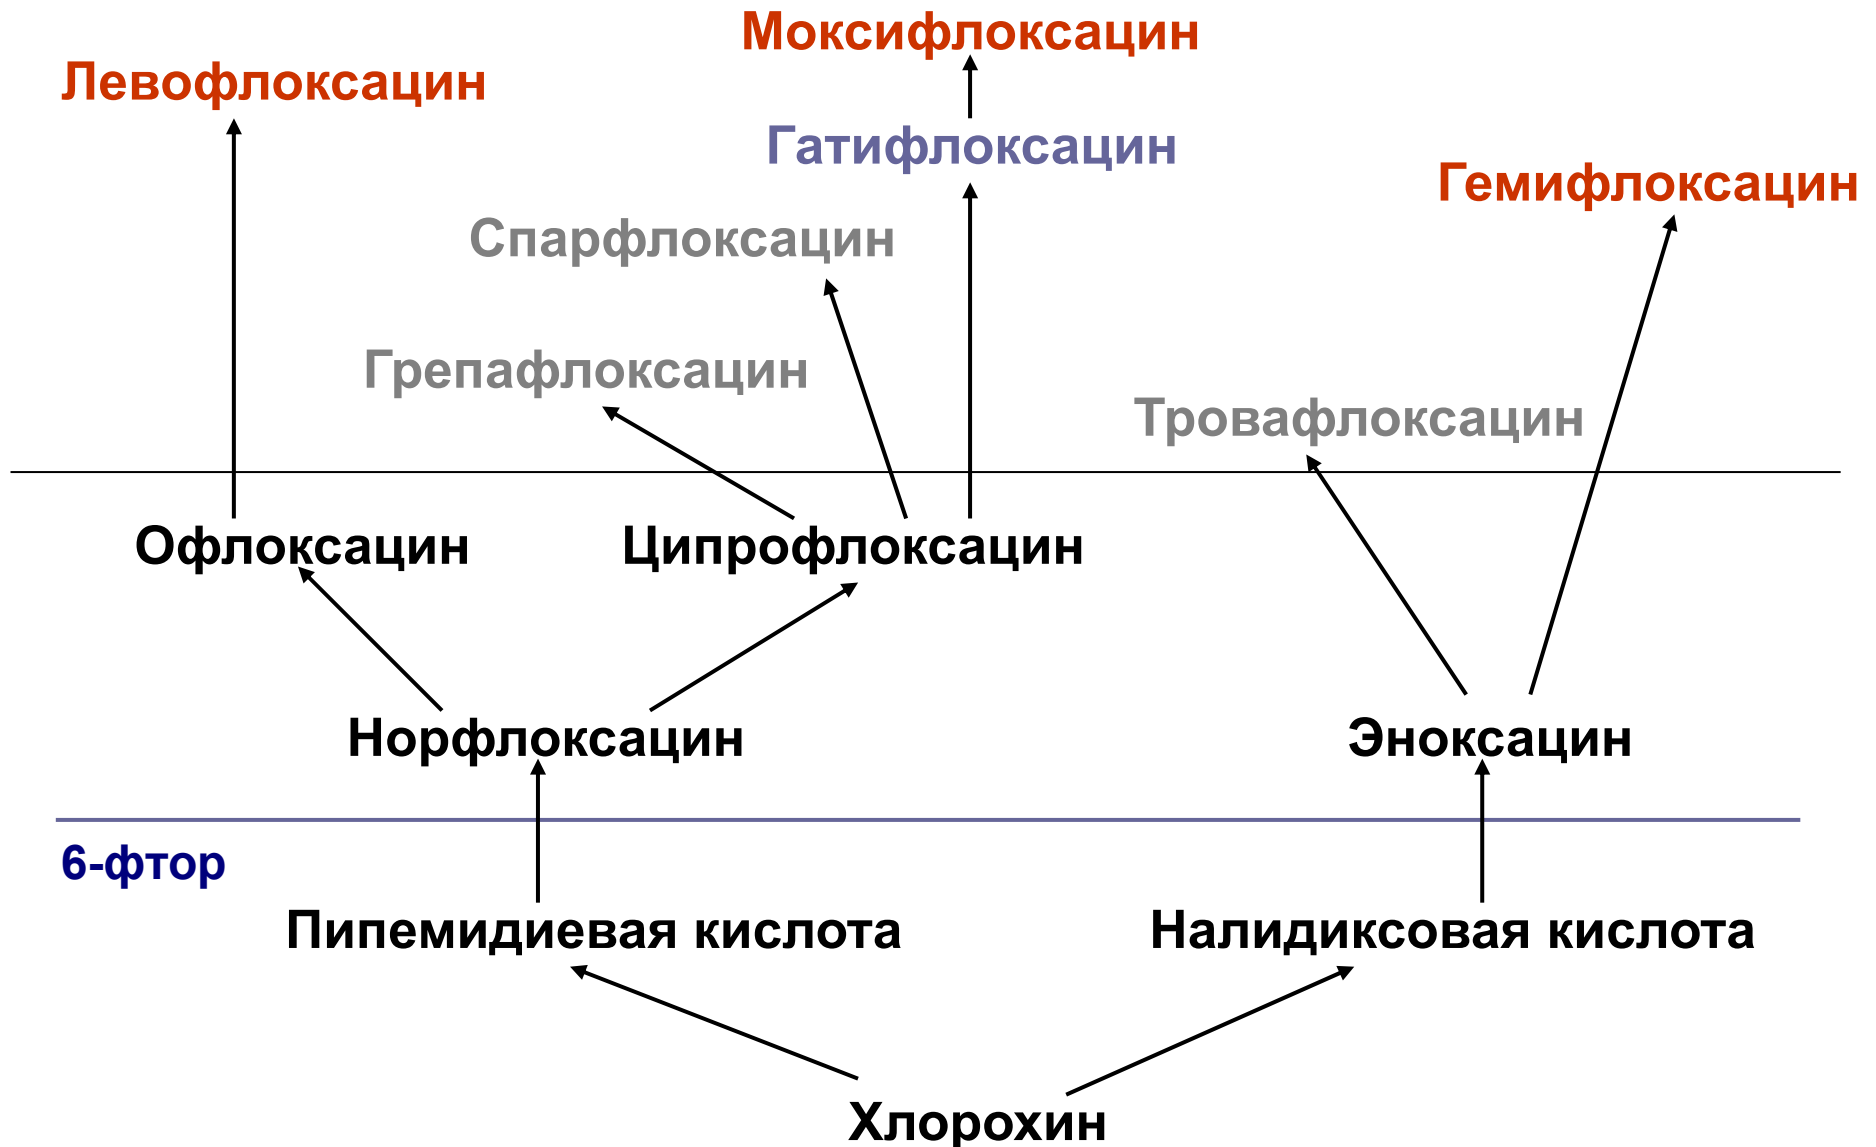 Моксифлоксацин
Левофлоксацин
Гатифлоксацин
Гемифлоксацин
Спарфлоксацин
Грепафлоксацин
Тровафлоксацин
Офлоксацин
Ципрофлоксацин
Норфлоксацин
Эноксацин
6-фтор
Пипемидиевая кислота
Налидиксовая кислота
Хлорохин